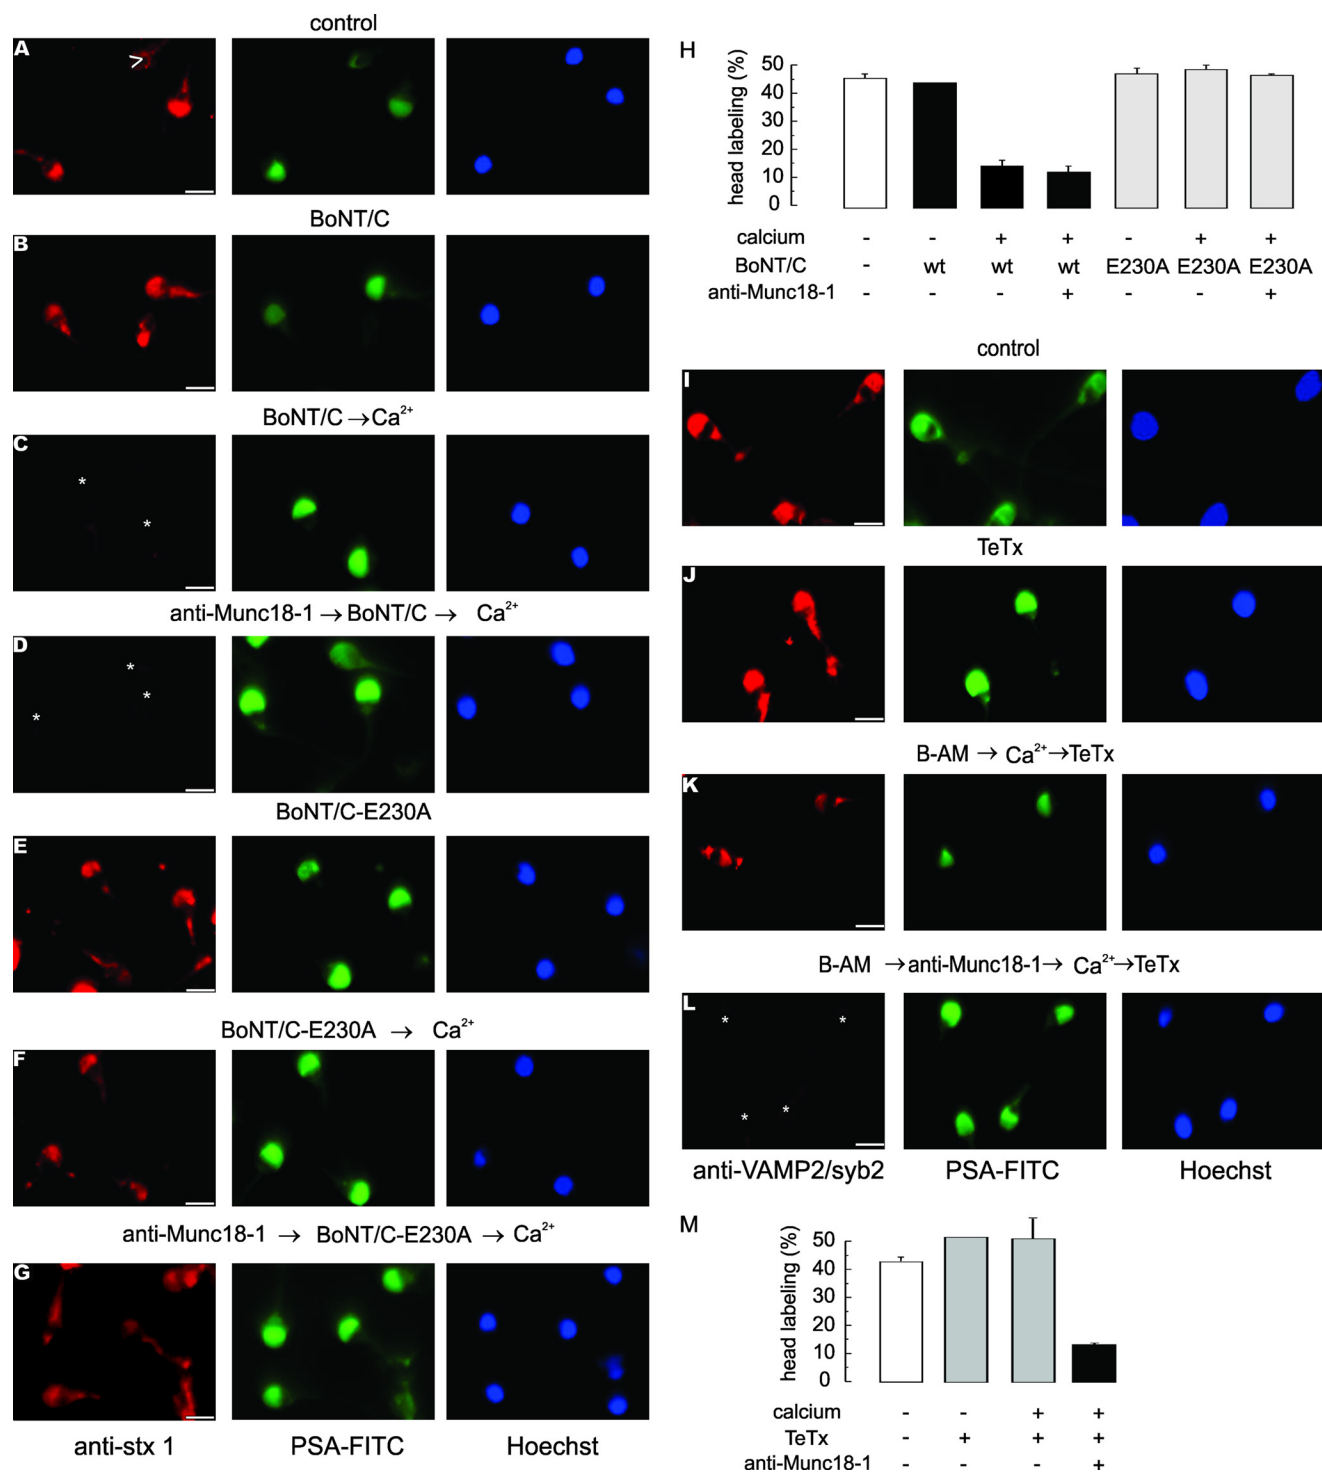 control
A
>
BoNT/C
B
BoNT/C →Ca²⁺
C
* *
anti-Munc18-1 → BoNT/C → Ca²⁺
D
* * *
BoNT/C-E230A
E
BoNT/C-E230A → Ca²⁺
F
anti-Munc18-1 → BoNT/C-E230A → Ca²⁺
G
anti-stx 1 PSA-FITC Hoechst
H
head labeling (%)
50
40
30
20
10
0
calcium - - + + - + +
BoNT/C - wt wt wt E230A E230A E230A
anti-Munc18-1 - - - + - - +
control
I
TeTx
J
B-AM → Ca²⁺→TeTx
K
B-AM →anti-Munc18-1→ Ca²⁺→TeTx
L
* * * *
anti-VAMP2/syb2 PSA-FITC Hoechst
M
head labeling (%)
50
40
30
20
10
0
calcium - - + +
TeTx - + + +
anti-Munc18-1 - - - +